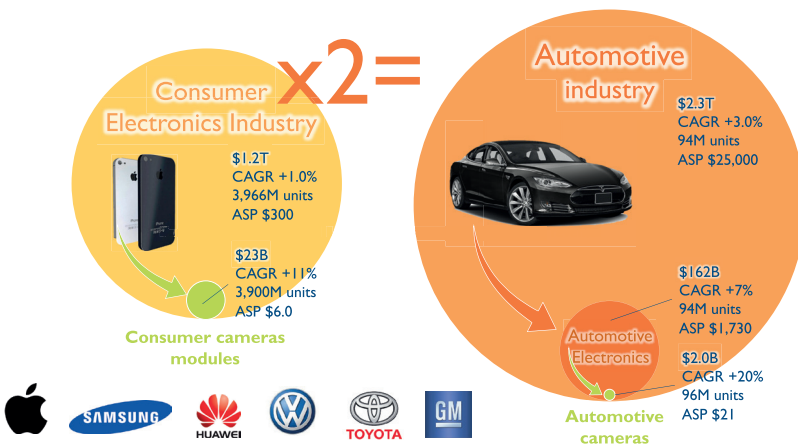 Consumer
Electronics Industry
x2=
Automotive
industry
$1.2T
CAGR +1.0%
3,966M units
ASP $300
$23B
CAGR +11%
3,900M units
ASP $6.0
Consumer cameras
modules
$2.3T
CAGR +3.0%
94M units
ASP $25,000
$162B
CAGR +7%
94M units
ASP $1,730
Automotive
Electronics
$2.0B
CAGR +20%
96M units
ASP $21
Automotive
cameras
SAMSUNG
HUAWEI
VW
TOYOTA
GM